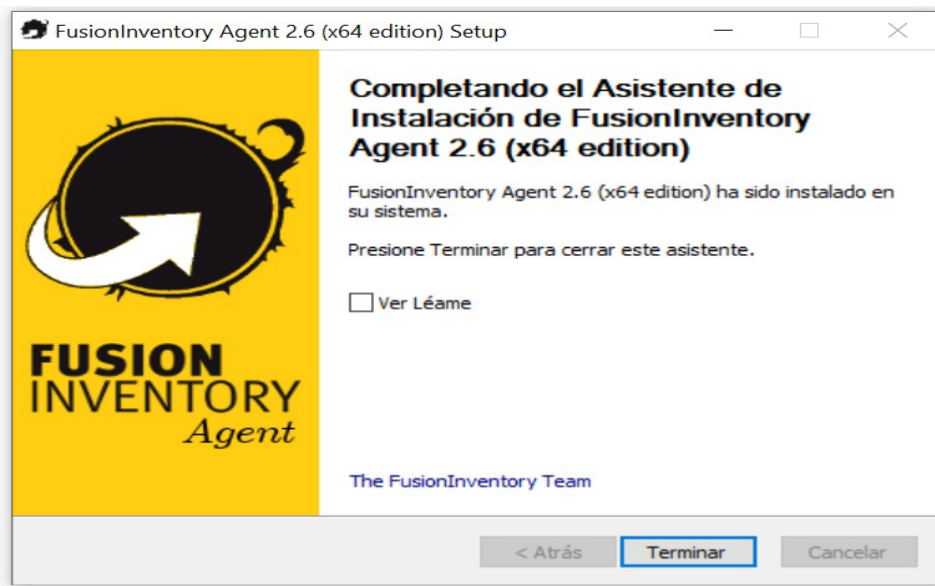 FusionInventory Agent 2.6 (x64 edition) Setup
Completando el Asistente de
Instalación de FusionInventory
Agent 2.6 (x64 edition)
FusionInventory Agent 2.6 (x64 edition) ha sido instalado en
su sistema.
Presione Terminar para cerrar este asistente.
Ver Léame
FUSION
INVENTORY
Agent
The FusionInventory Team
< Atrás
Terminar
Cancelar